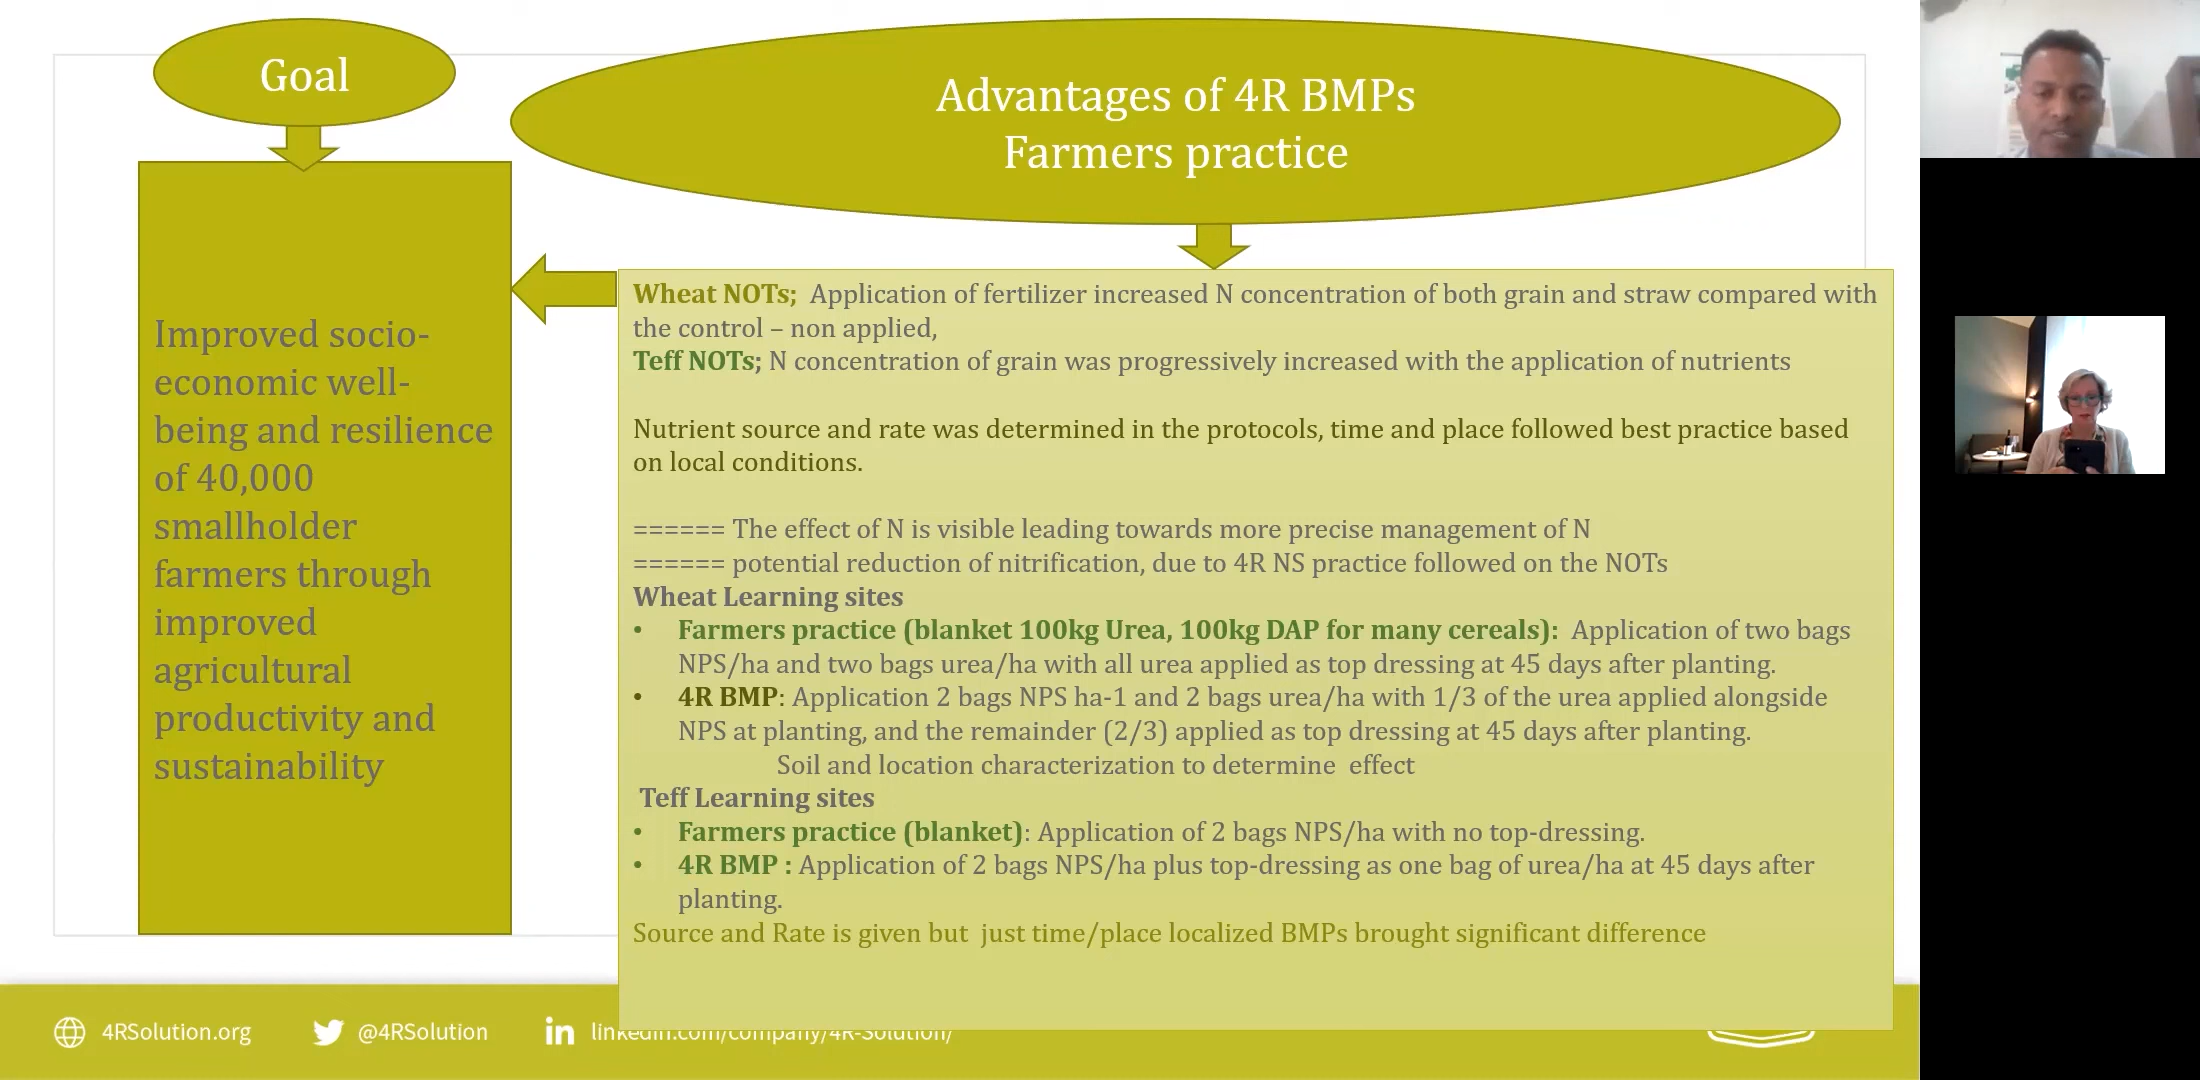 Goal
Advantages of 4R BMPs
Farmers practice
Improved socio-
economic well-
being and resilience
of 40,000
smallholder
farmers through
improved
agricultural
productivity and
sustainability
Wheat NOTs; Application of fertilizer increased N concentration of both grain and straw compared with
the control – non applied,
Teff NOTs; N concentration of grain was progressively increased with the application of nutrients
Nutrient source and rate was determined in the protocols, time and place followed best practice based
on local conditions.
====== The effect of N is visible leading towards more precise management of N
====== potential reduction of nitrification, due to 4R NS practice followed on the NOTs
Wheat Learning sites
• Farmers practice (blanket 100kg Urea, 100kg DAP for many cereals): Application of two bags
NPS/ha and two bags urea/ha with all urea applied as top dressing at 45 days after planting.
• 4R BMP: Application 2 bags NPS ha-1 and 2 bags urea/ha with 1/3 of the urea applied alongside
NPS at planting, and the remainder (2/3) applied as top dressing at 45 days after planting.
Soil and location characterization to determine effect
Teff Learning sites
• Farmers practice (blanket): Application of 2 bags NPS/ha with no top-dressing.
• 4R BMP : Application of 2 bags NPS/ha plus top-dressing as one bag of urea/ha at 45 days after
planting.
Source and Rate is given but just time/place localized BMPs brought significant difference
4RSolution.org
@4RSolution
in linkedin.com/company/4R-Solution/